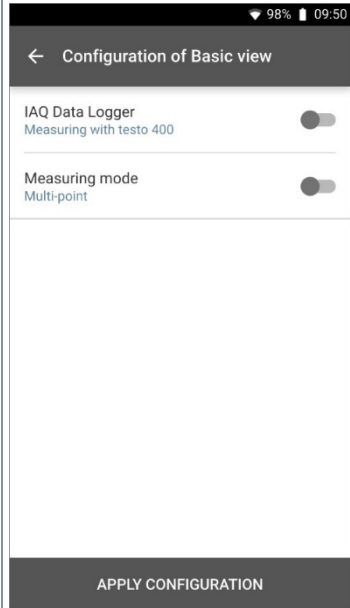 98% 09:50
Configuration of Basic view
IAQ Data Logger
Measuring with testo 400
Measuring mode
Multi-point
APPLY CONFIGURATION